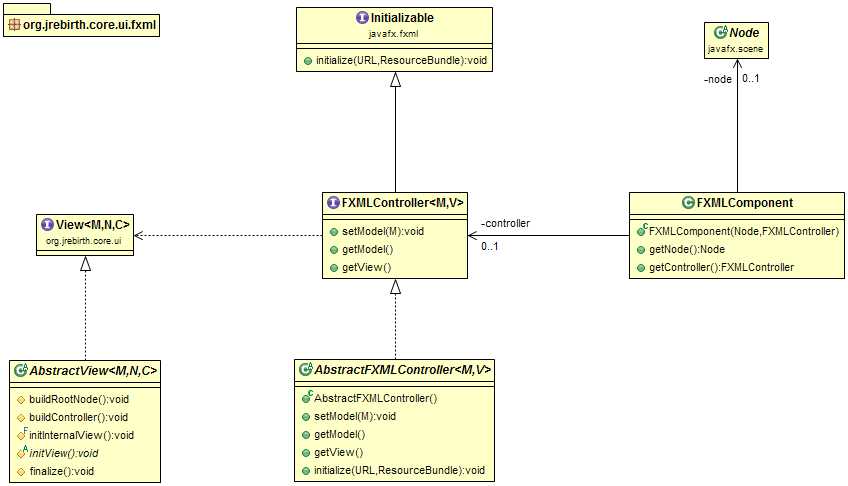 org.jrebirth.core.ui.fxml
Initializable
javafx.fxml
initialize(URL,ResourceBundle):void
Node
javafx.scene
-node
0..1
FXMLController<M,V>
setModel(M):void
getModel()
getView()
View<M,N,C>
org.jrebirth.core.ui
-controller
0..1
FXMLComponent
FXMLComponent(Node,FXMLController)
getNode():Node
getController():FXMLController
AbstractView<M,N,C>
buildRootNode():void
buildController():void
initInternalView():void
initView():void
finalize():void
AbstractFXMLController<M,V>
AbstractFXMLController()
setModel(M):void
getModel()
getView()
initialize(URL,ResourceBundle):void